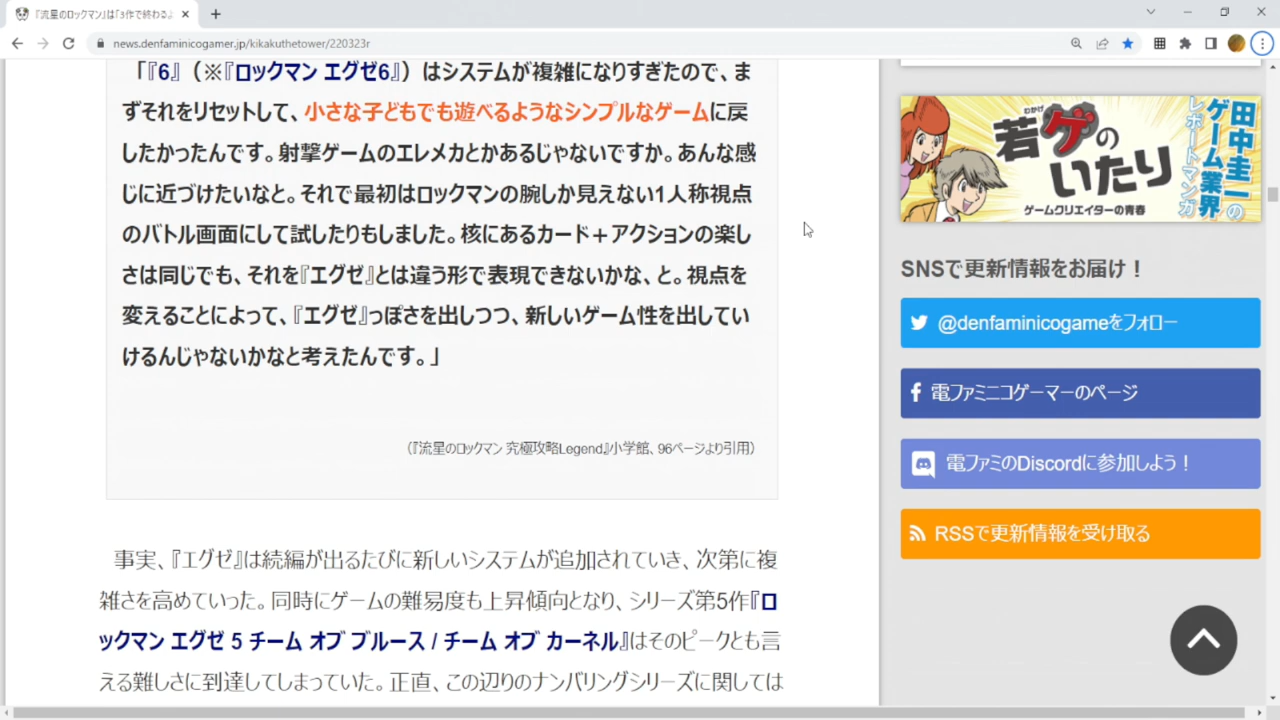 『流星のロックマン』は「3作で終わるよ
news.denfaminicogamer.jp/kikakuthetower/220323r
「『6』（※『ロックマン エグゼ6』）はシステムが複雑になりすぎたので、ま
ずそれをリセットして、小さな子どもでも遊べるようなシンプルなゲームに戻
したかったんです。射撃ゲームのエレメカとかあるじゃないですか。あんな感
じに近づけたいなと。それで最初はロックマンの腕しか見えない1人称視点
のバトル画面にして試したりもしました。核にあるカード＋アクションの楽し
さは同じでも、それを『エグゼ』とは違う形で表現できないかな、と。視点を
変えることによって、『エグゼ』っぽさを出しつつ、新しいゲーム性を出してい
けるんじゃないかなと考えたんです。」
（『流星のロックマン 究極攻略Legend』小学館、96ページより引用）
事実、『エグゼ』は続編が出るたびに新しいシステムが追加されていき、次第に複
雑さを高めていった。同時にゲームの難易度も上昇傾向となり、シリーズ第5作『ロ
ックマン エグゼ 5 チーム オブ ブルース / チーム オブ カーネル』はそのピークとも言
える難しさに到達してしまっていた。正直、この辺りのナンバリングシリーズに関しては
若ゲのいたり
わかげ
ゲームクリエイターの青春
田中圭一の
ゲーム業界
レポートマンガ
SNSで更新情報をお届け！
@denfaminicogameをフォロー
電ファミニコゲーマーのページ
電ファミのDiscordに参加しよう！
RSSで更新情報を受け取る